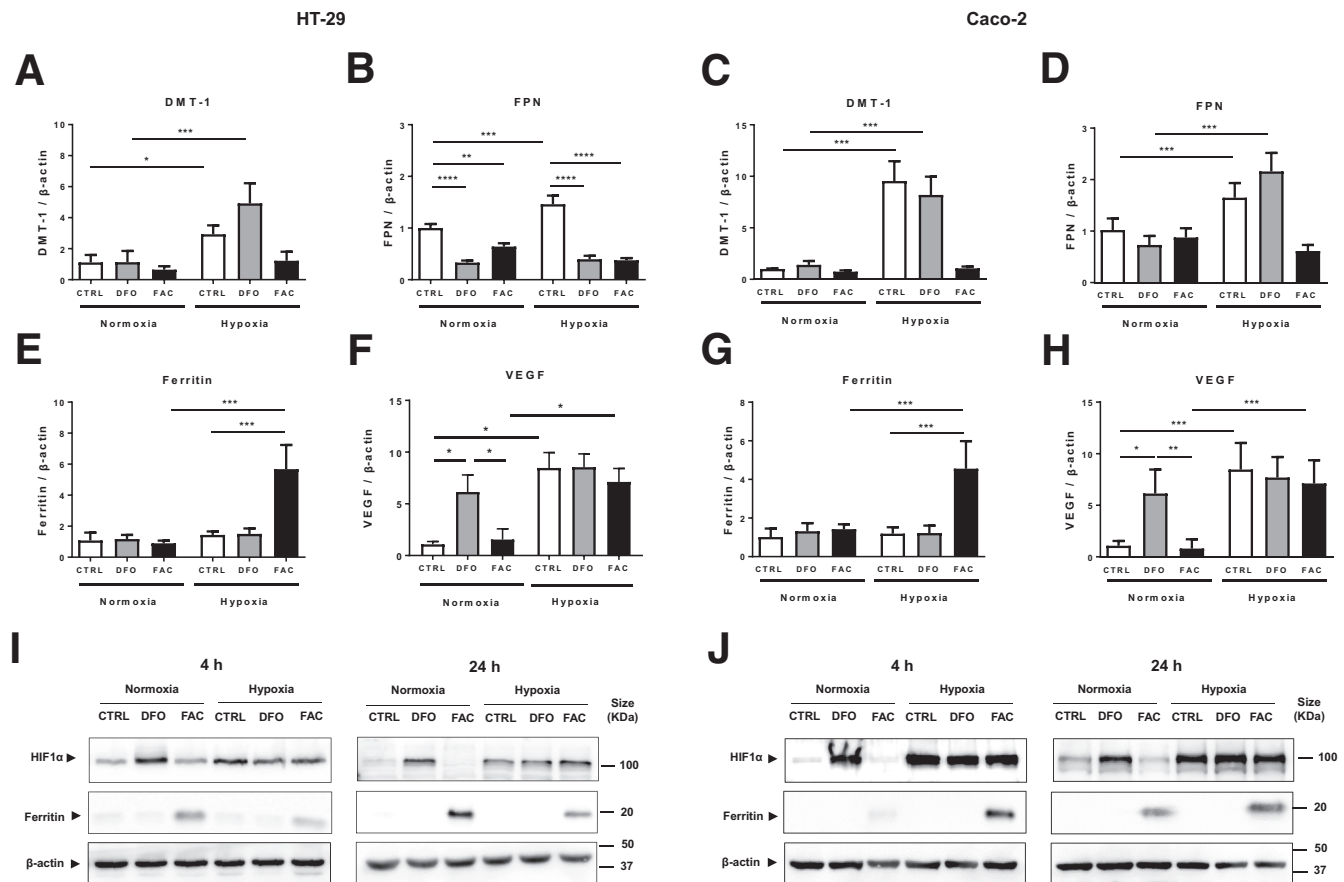 HT-29
Caco-2
A
DMT-1
DMT-1 / β-actin
10
8
6
4
2
0
*
***
CTRL DFO FAC CTRL DFO FAC
Normoxia Hypoxia
B
FPN
FPN / β-actin
3
2
1
0
***
**
****
****
****
CTRL DFO FAC CTRL DFO FAC
Normoxia Hypoxia
C
DMT-1
DMT-1 / β-actin
15
10
5
0
***
***
CTRL DFO FAC CTRL DFO FAC
Normoxia Hypoxia
D
FPN
FPN / β-actin
3
2
1
0
***
***
CTRL DFO FAC CTRL DFO FAC
Normoxia Hypoxia
E
Ferritin
Ferritin / β-actin
10
8
6
4
2
0
***
***
CTRL DFO FAC CTRL DFO FAC
Normoxia Hypoxia
F
VEGF
VEGF / β-actin
15
10
5
0
*
*
*
*
CTRL DFO FAC CTRL DFO FAC
Normoxia Hypoxia
G
Ferritin
Ferritin / β-actin
8
6
4
2
0
***
***
CTRL DFO FAC CTRL DFO FAC
Normoxia Hypoxia
H
VEGF
VEGF / β-actin
15
10
5
0
***
***
*
**
CTRL DFO FAC CTRL DFO FAC
Normoxia Hypoxia
I
4 h 24 h
Normoxia Hypoxia Normoxia Hypoxia
Size
(KDa)
CTRL DFO FAC CTRL DFO FAC CTRL DFO FAC CTRL DFO FAC
HIF1α 100
Ferritin 20
50
β-actin 37
J
4 h 24 h
Normoxia Hypoxia Normoxia Hypoxia
Size
(KDa)
CTRL DFO FAC CTRL DFO FAC CTRL DFO FAC CTRL DFO FAC
HIF1α 100
Ferritin 20
50
β-actin 37